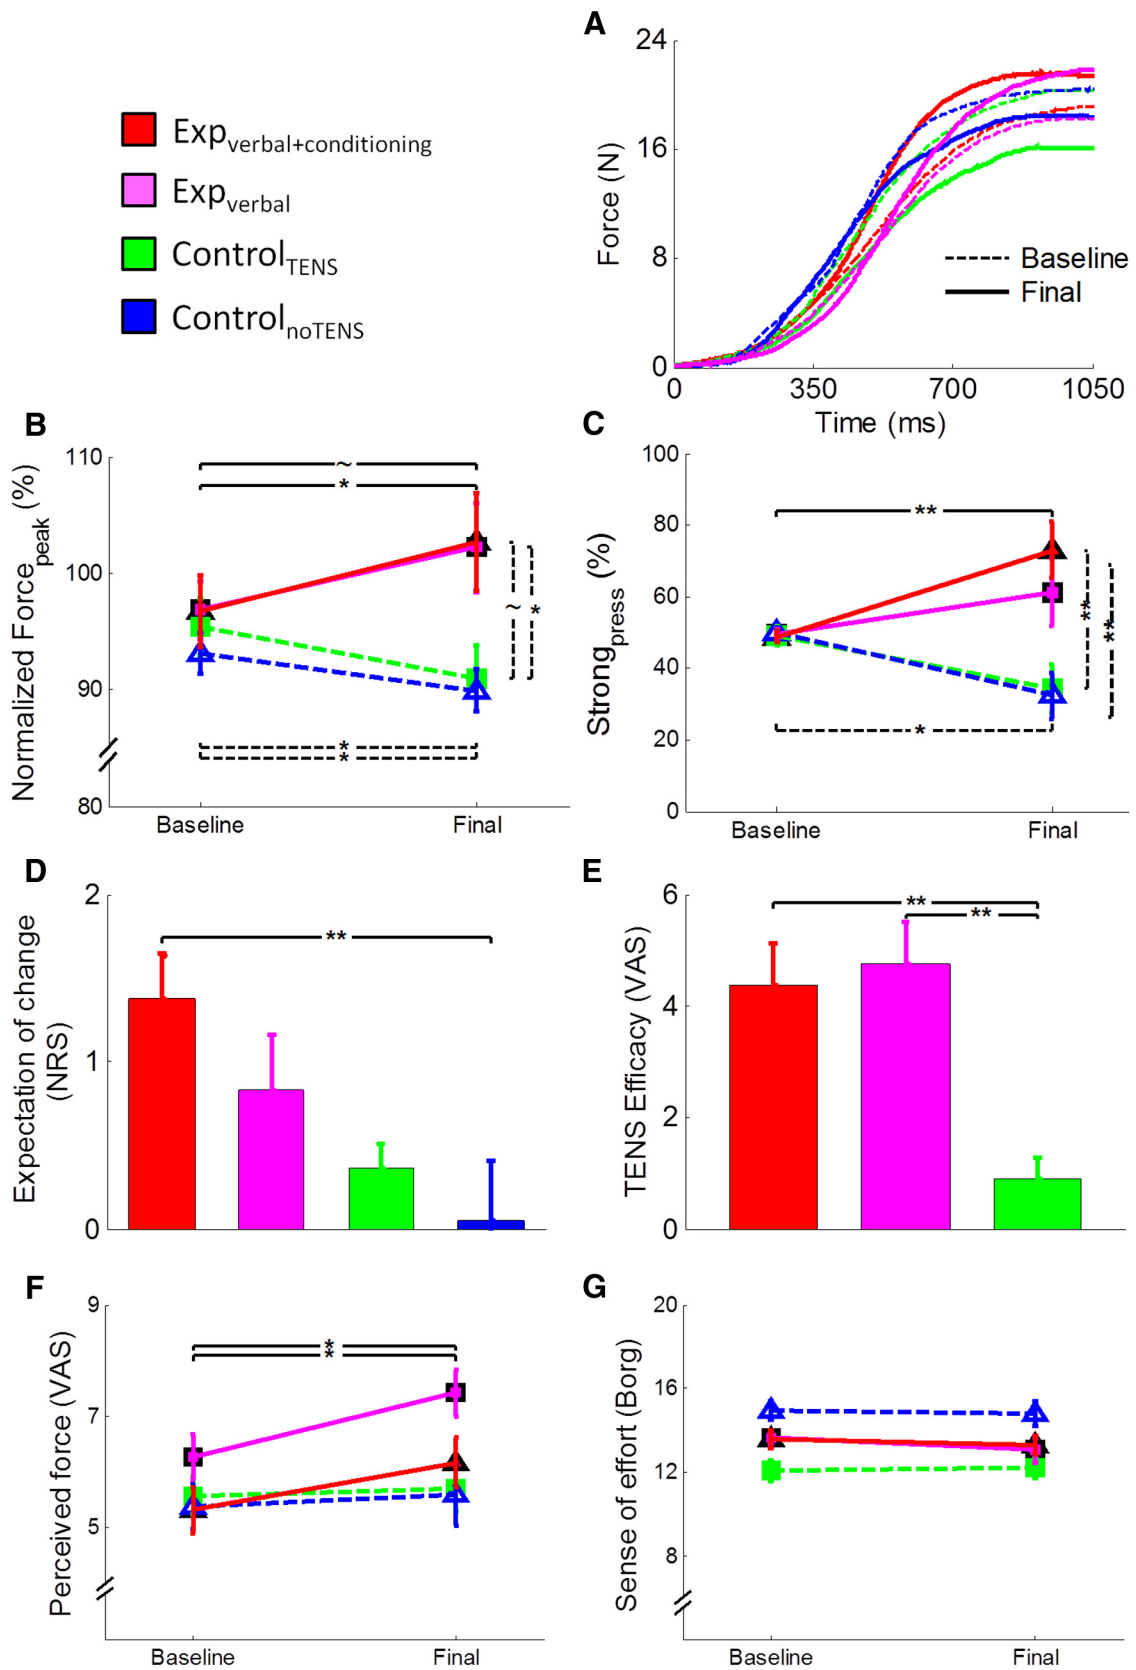 Exp verbal+conditioning
Exp verbal
Control TENS
Control noTENS
A
24
16
8
0
Force (N)
0 350 700 1050
Time (ms)
Baseline
Final
B
110
100
90
80
Normalized Force peak (%)
~
*
~
*
*
*
Baseline Final
C
100
80
60
40
20
0
Strong press (%)
**
**
**
*
Baseline Final
D
2
1
0
Expectation of change
(NRS)
**
E
6
4
2
0
TENS Efficacy (VAS)
**
**
F
9
7
5
Perceived force (VAS)
*
*
Baseline Final
G
20
16
12
8
Sense of effort (Borg)
Baseline Final